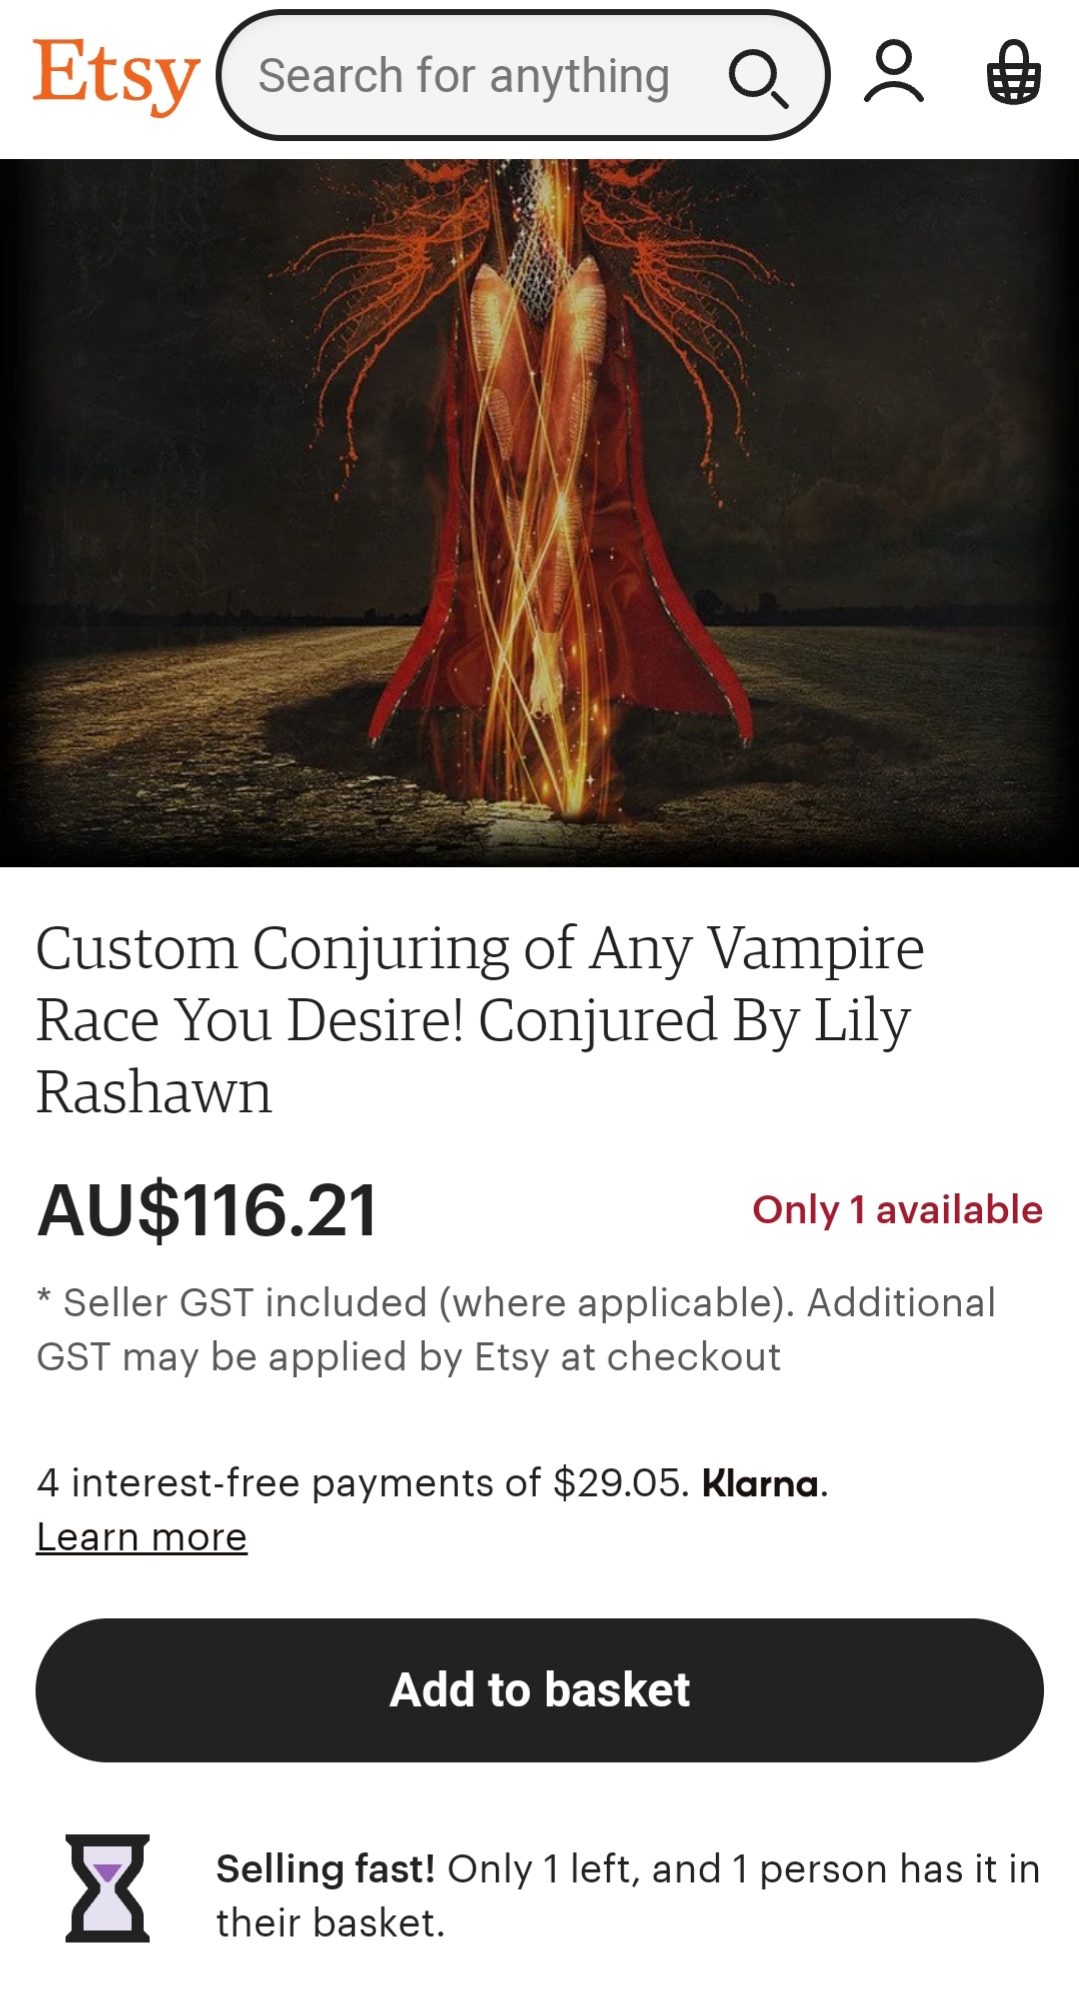 Etsy
Search for anything
Custom Conjuring of Any Vampire
Race You Desire! Conjured By Lily
Rashawn
AU$116.21
Only 1 available
* Seller GST included (where applicable). Additional
GST may be applied by Etsy at checkout
4 interest-free payments of $29.05. Klarna.
Learn more
Add to basket
Selling fast! Only 1 left, and 1 person has it in
their basket.